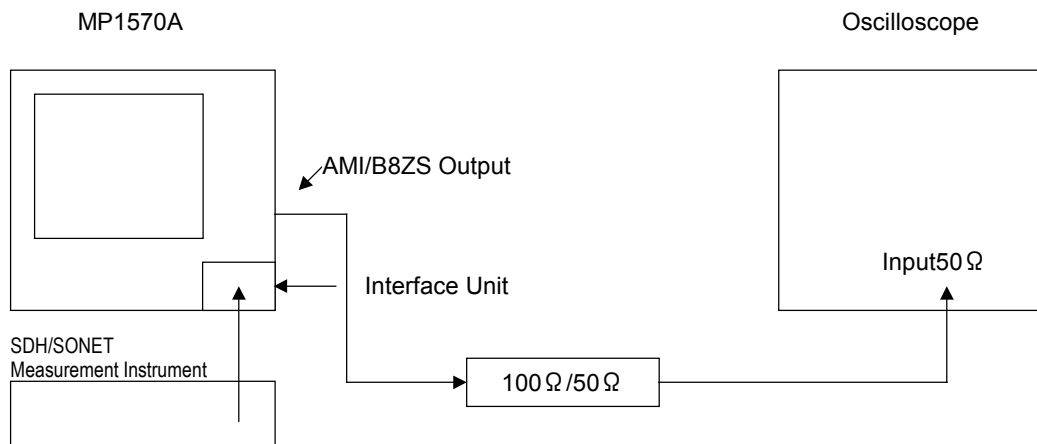 MP1570A
Oscilloscope
AMI/B8ZS Output
Input50Ω
Interface Unit
SDH/SONET
Measurement Instrument
100Ω/50Ω